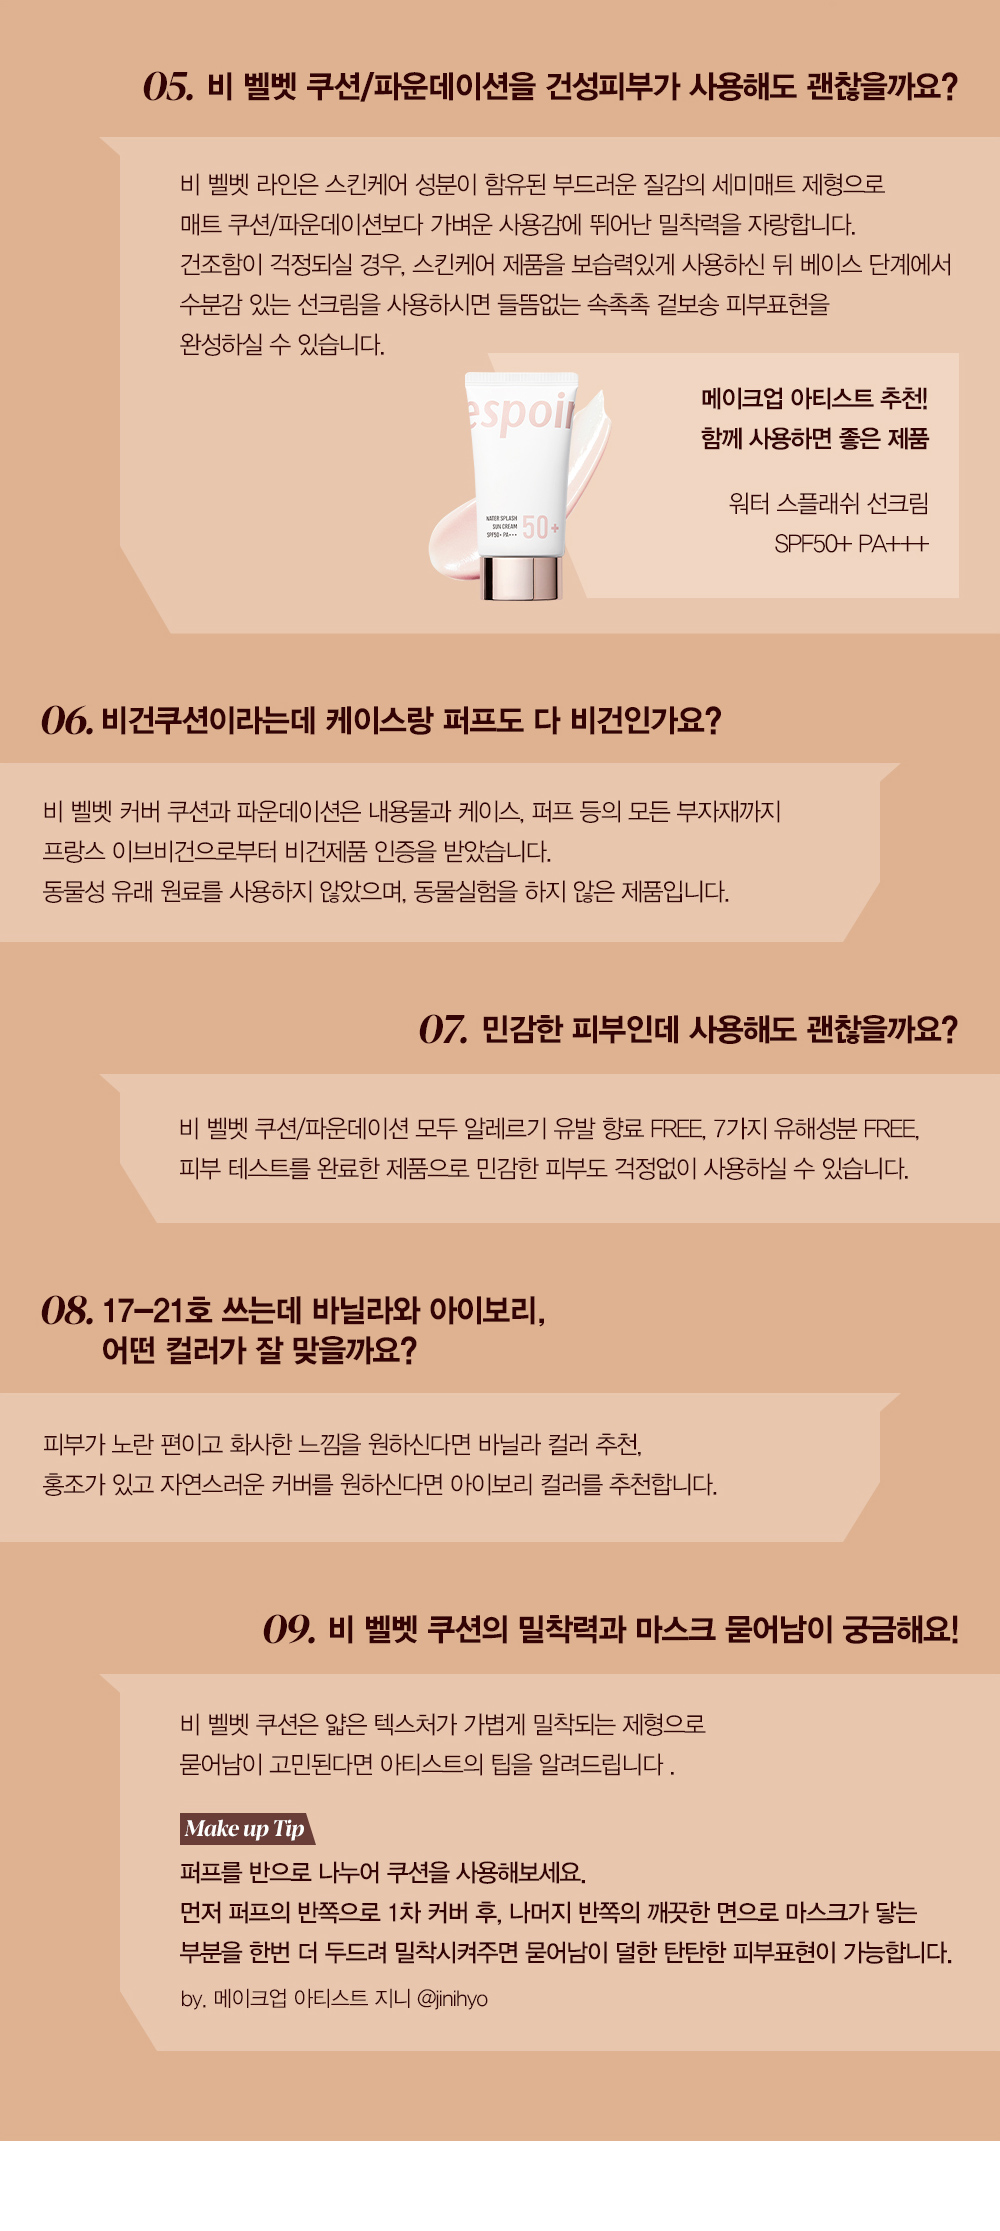 05. 비 벨벳 쿠션/파운데이션을 건성피부가 사용해도 괜찮을까요?
비 벨벳 라인은 스킨케어 성분이 함유된 부드러운 질감의 세미매트 제형으로
매트 쿠션/파운데이션보다 가벼운 사용감에 뛰어난 밀착력을 자랑합니다.
건조함이 걱정되실 경우, 스킨케어 제품을 보습력있게 사용하신 뒤 베이스 단계에서
수분감 있는 선크림을 사용하시면 들뜸없는 속촉촉 겉보송 피부표현을
완성하실 수 있습니다.
espoir
WATER SPLASH
SUN CREAM
SPF50+ PA+++
50+
메이크업 아티스트 추천!
함께 사용하면 좋은 제품
워터 스플래쉬 선크림
SPF50+ PA+++
06. 비건쿠션이라는데 케이스랑 퍼프도 다 비건인가요?
비 벨벳 커버 쿠션과 파운데이션은 내용물과 케이스, 퍼프 등의 모든 부자재까지
프랑스 이브비건으로부터 비건제품 인증을 받았습니다.
동물성 유래 원료를 사용하지 않았으며, 동물실험을 하지 않은 제품입니다.
07. 민감한 피부인데 사용해도 괜찮을까요?
비 벨벳 쿠션/파운데이션 모두 알레르기 유발 향료 FREE, 7가지 유해성분 FREE,
피부 테스트를 완료한 제품으로 민감한 피부도 걱정없이 사용하실 수 있습니다.
08. 17-21호 쓰는데 바닐라와 아이보리,
어떤 컬러가 잘 맞을까요?
피부가 노란 편이고 화사한 느낌을 원하신다면 바닐라 컬러 추천,
홍조가 있고 자연스러운 커버를 원하신다면 아이보리 컬러를 추천합니다.
09. 비 벨벳 쿠션의 밀착력과 마스크 묻어남이 궁금해요!
비 벨벳 쿠션은 얇은 텍스처가 가볍게 밀착되는 제형으로
묻어남이 고민된다면 아티스트의 팁을 알려드립니다 .
Make up Tip
퍼프를 반으로 나누어 쿠션을 사용해보세요.
먼저 퍼프의 반쪽으로 1차 커버 후, 나머지 반쪽의 깨끗한 면으로 마스크가 닿는
부분을 한번 더 두드려 밀착시켜주면 묻어남이 덜한 탄탄한 피부표현이 가능합니다.
by. 메이크업 아티스트 지니 @jinihyo